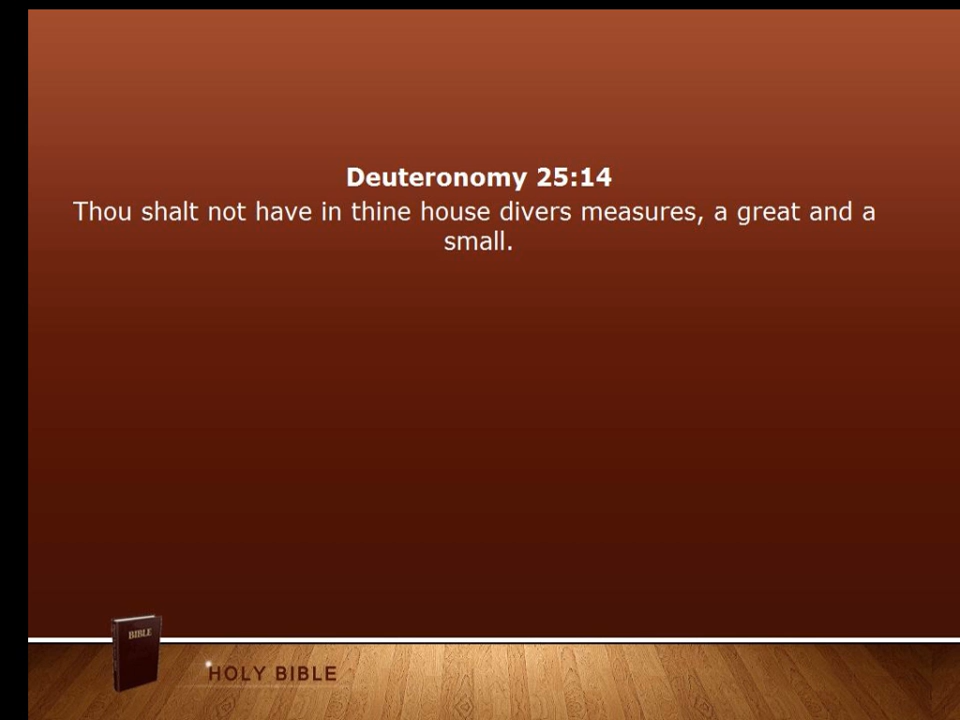 Deuteronomy 25:14
Thou shalt not have in thine house divers measures, a great and a
small.
BIBLE
HOLY BIBLE